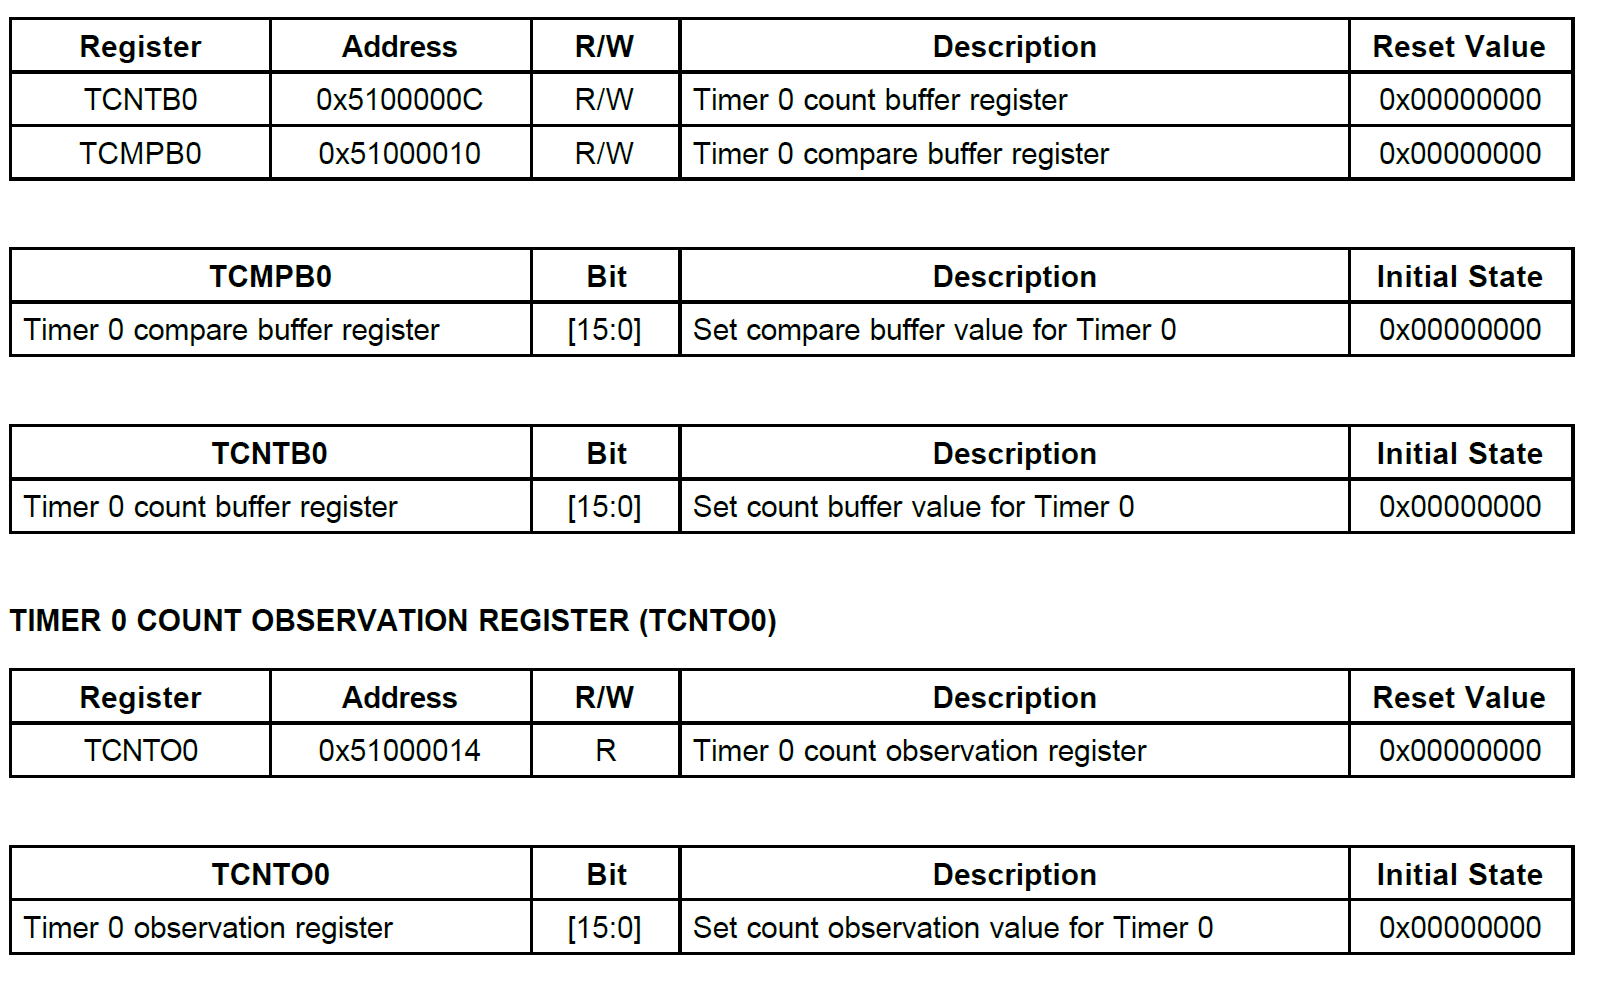 Register Address R/W Description Reset Value
TCNTB0 0x5100000C R/W Timer 0 count buffer register 0x00000000
TCMPB0 0x51000010 R/W Timer 0 compare buffer register 0x00000000
TCMPB0 Bit Description Initial State
Timer 0 compare buffer register [15:0] Set compare buffer value for Timer 0 0x00000000
TCNTB0 Bit Description Initial State
Timer 0 count buffer register [15:0] Set count buffer value for Timer 0 0x00000000
TIMER 0 COUNT OBSERVATION REGISTER (TCNTO0)
Register Address R/W Description Reset Value
TCNTO0 0x51000014 R Timer 0 count observation register 0x00000000
TCNTO0 Bit Description Initial State
Timer 0 observation register [15:0] Set count observation value for Timer 0 0x00000000